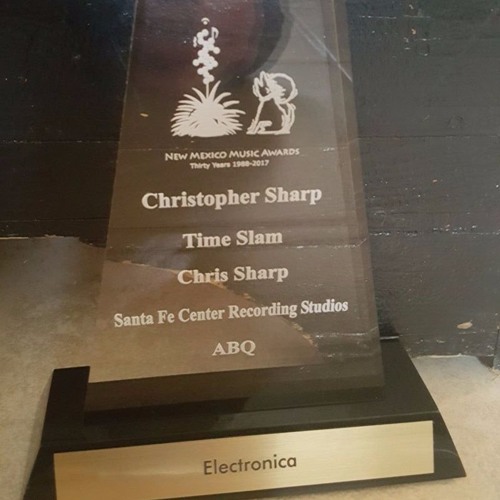 New Mexico Music Awards
Thirty Years 1988-2017
Christopher Sharp
Time Slam
Chris Sharp
Santa Fe Center Recording Studios
ABQ
Electronica